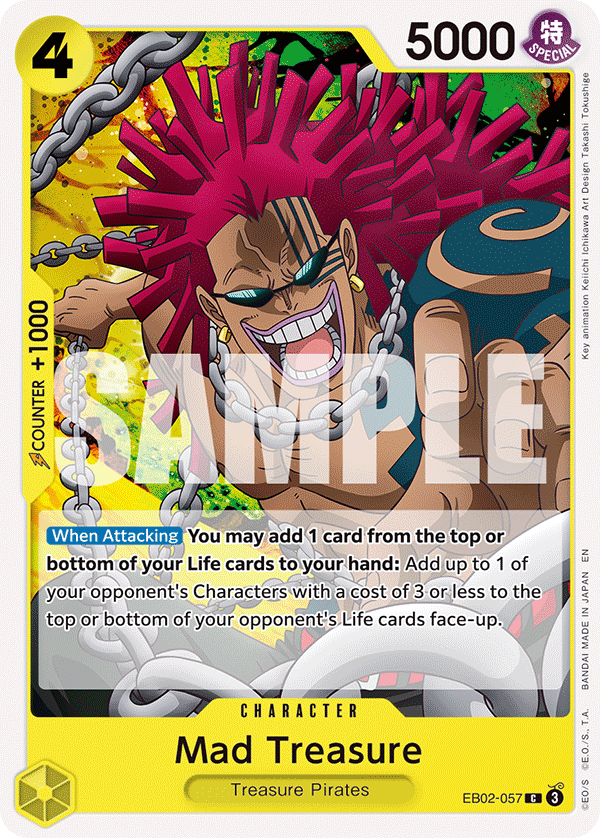 4
5000
特
SPECIAL
Key animation Keiichi Ichikawa Art Design Takashi Tokushige
COUNTER +1000
SAMPLE
When Attacking You may add 1 card from the top or
bottom of your Life cards to your hand: Add up to 1 of
your opponent's Characters with a cost of 3 or less to the
top or bottom of your opponent's Life cards face-up.
©EO/S ©E.O./S., T.A. BANDAI MADE IN JAPAN EN
CHARACTER
Mad Treasure
Treasure Pirates
EB02-057 C 3